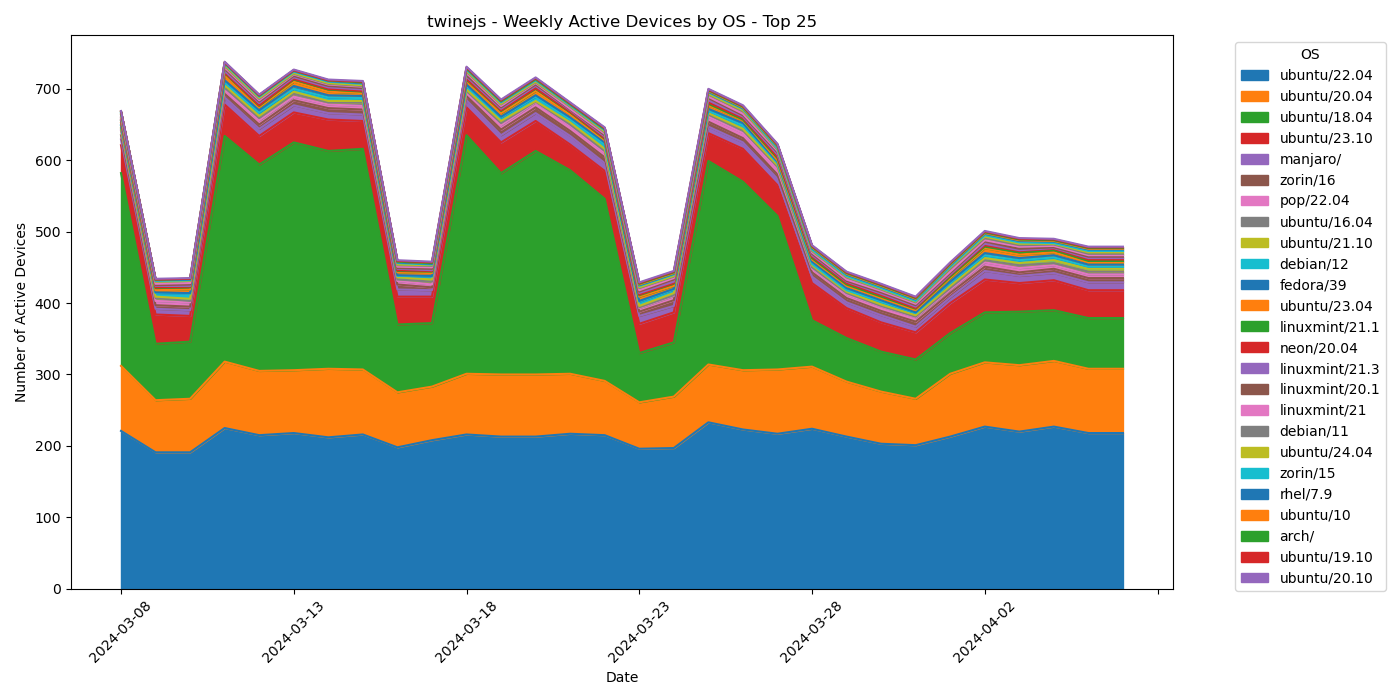 twinejs - Weekly Active Devices by OS - Top 25
Number of Active Devices
700
600
500
400
300
200
100
0
2024-03-08
2024-03-13
2024-03-18
2024-03-23
2024-03-28
2024-04-02
Date
OS
ubuntu/22.04
ubuntu/20.04
ubuntu/18.04
ubuntu/23.10
manjaro/
zorin/16
pop/22.04
ubuntu/16.04
ubuntu/21.10
debian/12
fedora/39
ubuntu/23.04
linuxmint/21.1
neon/20.04
linuxmint/21.3
linuxmint/20.1
linuxmint/21
debian/11
ubuntu/24.04
zorin/15
rhel/7.9
ubuntu/10
arch/
ubuntu/19.10
ubuntu/20.10